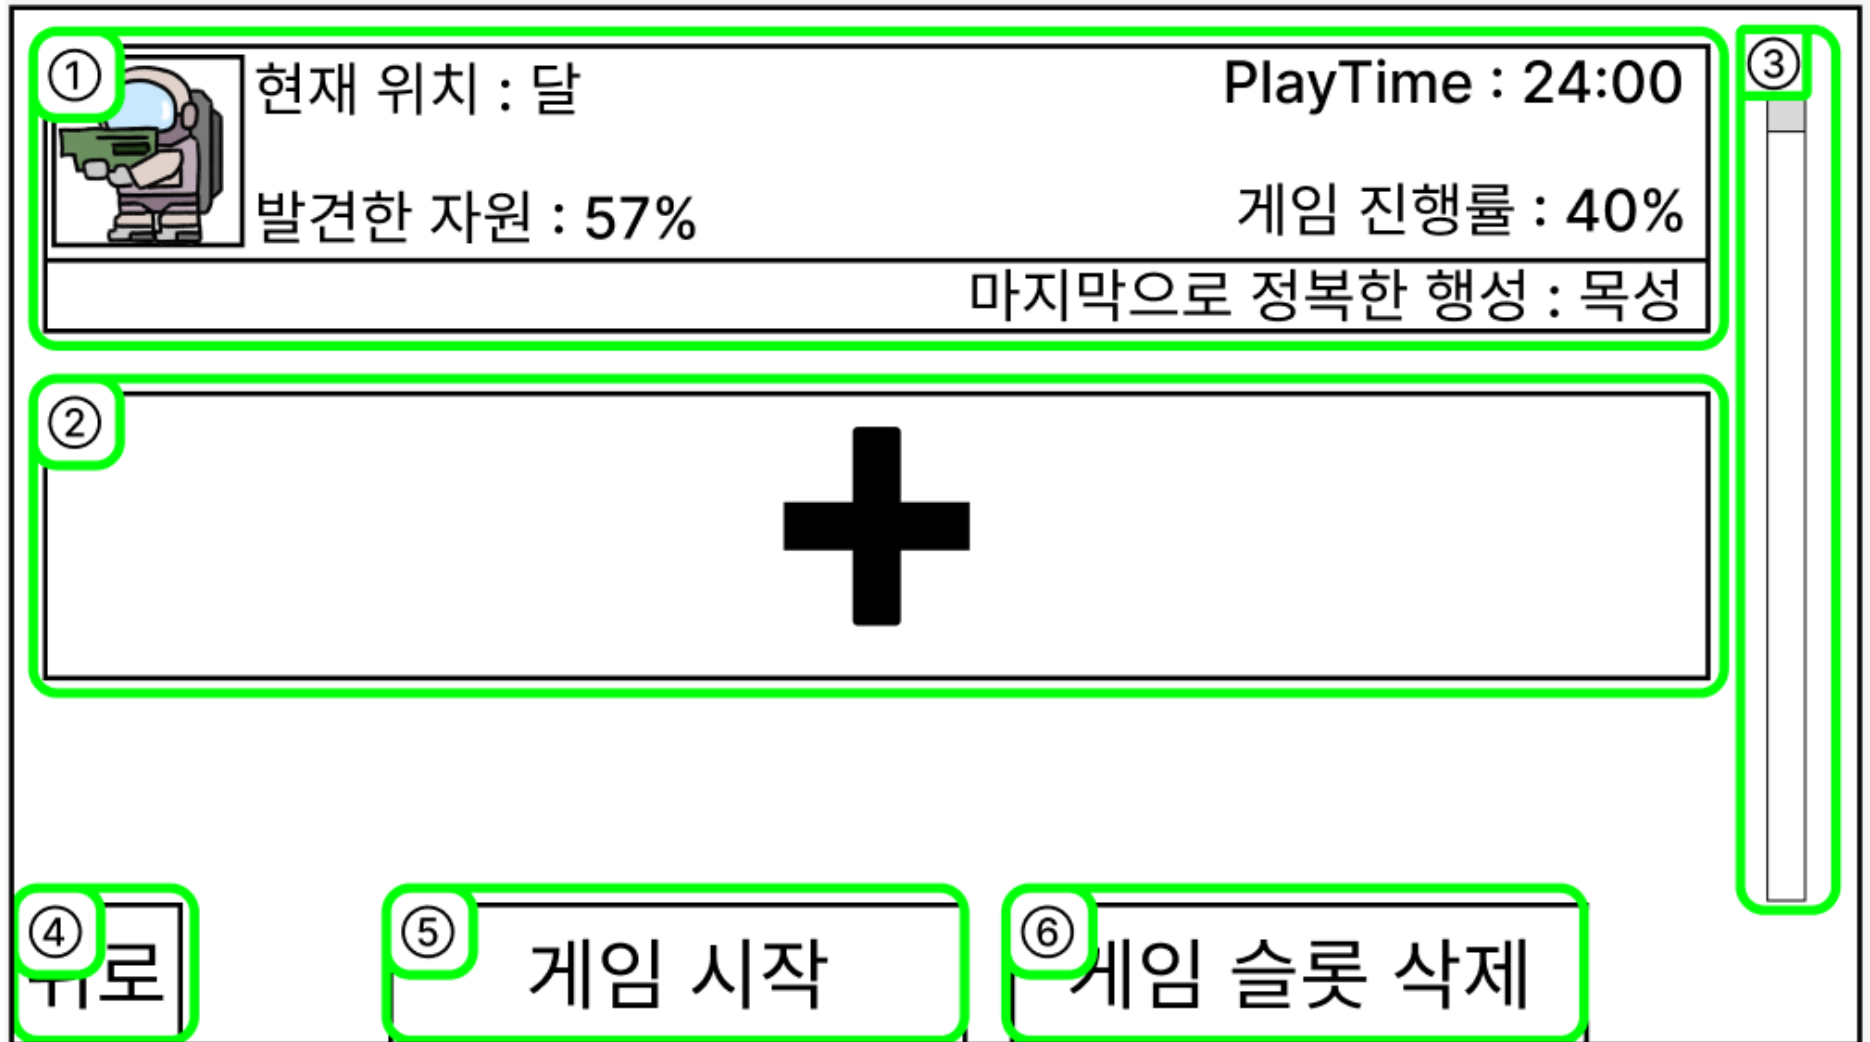 ①
현재 위치 : 달
PlayTime : 24:00
발견한 자원 : 57%
게임 진행률 : 40%
마지막으로 정복한 행성 : 목성
②
③
④
⑤ 게임 시작
⑥ 게임 슬롯 삭제